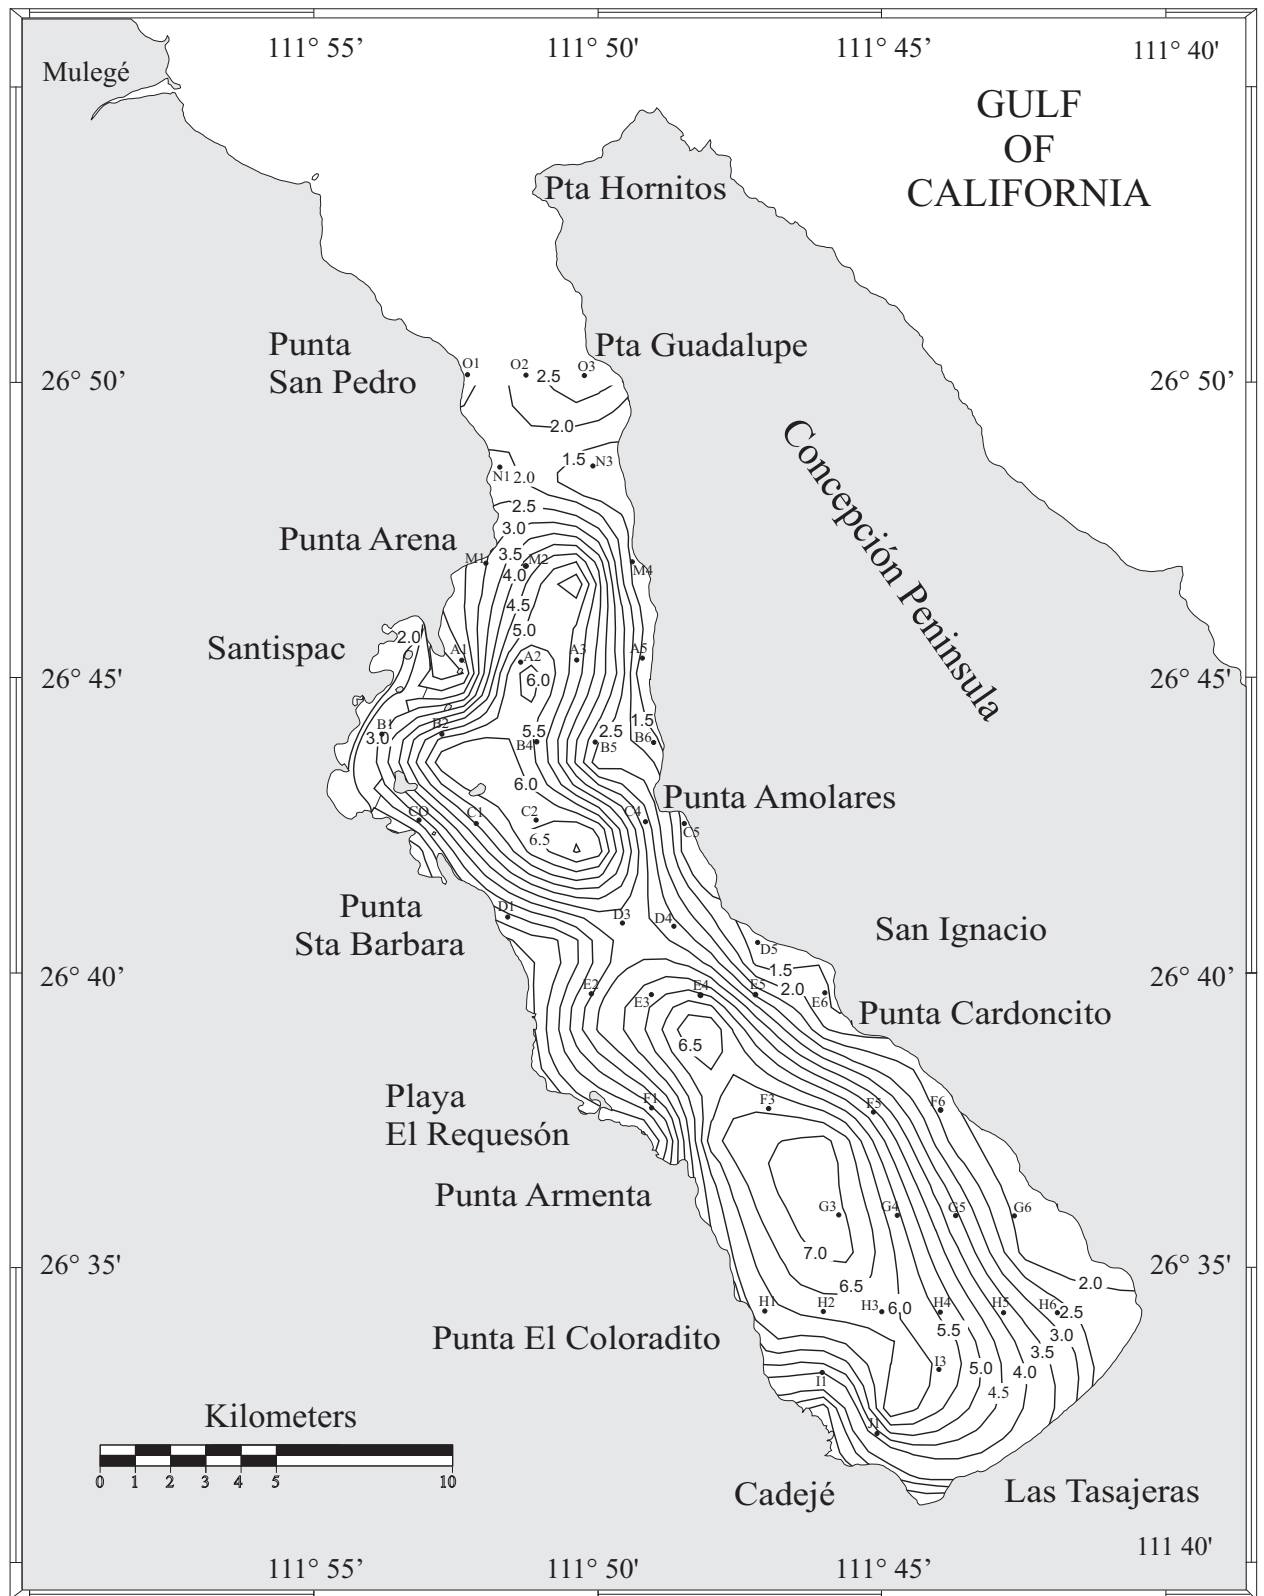 111° 55’
111° 50’
111° 45’
111° 40'
Mulegé
GULF
OF
CALIFORNIA
Pta Hornitos
Punta
San Pedro
Pta Guadalupe
O1
O2
O3
2.5
26° 50’
26° 50’
2.0
Concepción Peninsula
N1
2.0
1.5
N3
2.5
3.0
Punta Arena
M1
3.5
M2
4.0
M4
4.5
5.0
Santispac
2.0
A1
A2
A3
A5
6.0
26° 45'
26° 45'
B1
3.0
B2
5.5
B4
2.5
B5
1.5
B6
6.0
Punta Amolares
CO
C1
C2
6.5
C4
C5
Punta
Sta Barbara
D1
D3
D4
D5
San Ignacio
26° 40’
26° 40’
1.5
2.0
E2
E3
E4
E5
E6
Punta Cardoncito
6.5
Playa
El Requesón
F1
F3
F5
F6
Punta Armenta
G3
G4
G5
G6
7.0
26° 35'
26° 35'
6.5
2.0
H1
H2
H3
6.0
H4
H5
H6
2.5
5.5
3.0
3.5
Punta El Coloradito
I1
I3
5.0
4.0
4.5
J1
Kilometers
0 1 2 3 4 5 10
Cadejé
Las Tasajeras
111° 55’
111° 50'
111° 45’
111 40'